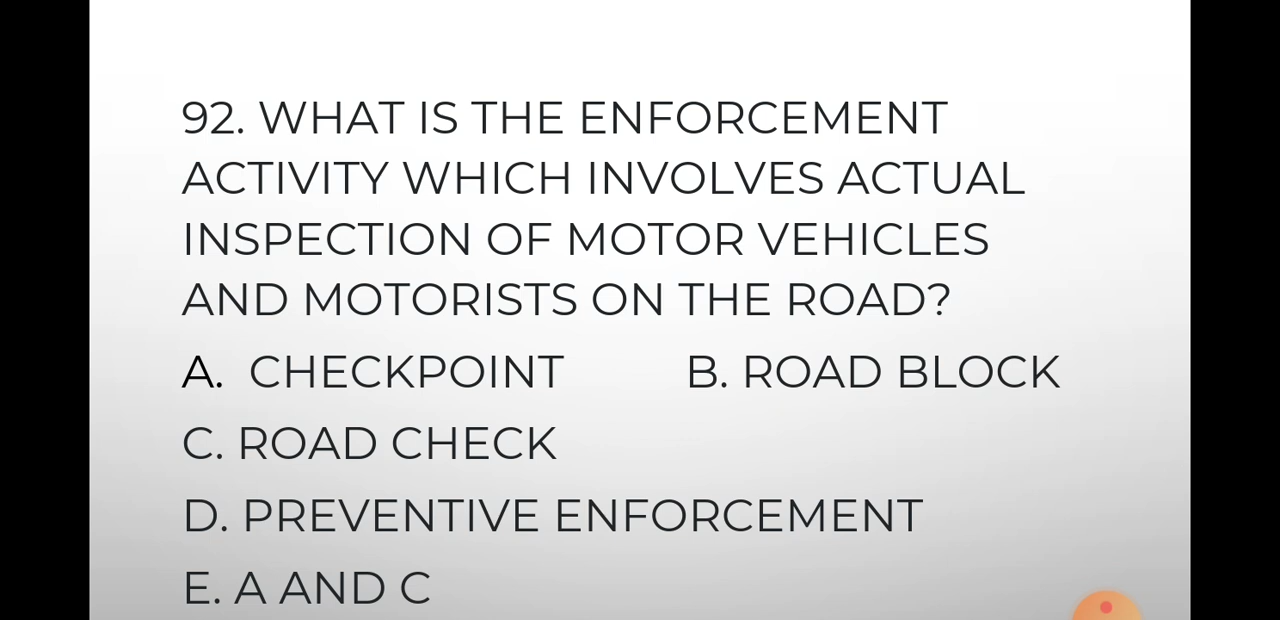 92. WHAT IS THE ENFORCEMENT
ACTIVITY WHICH INVOLVES ACTUAL
INSPECTION OF MOTOR VEHICLES
AND MOTORISTS ON THE ROAD?
A. CHECKPOINT B. ROAD BLOCK
C. ROAD CHECK
D. PREVENTIVE ENFORCEMENT
E. A AND C